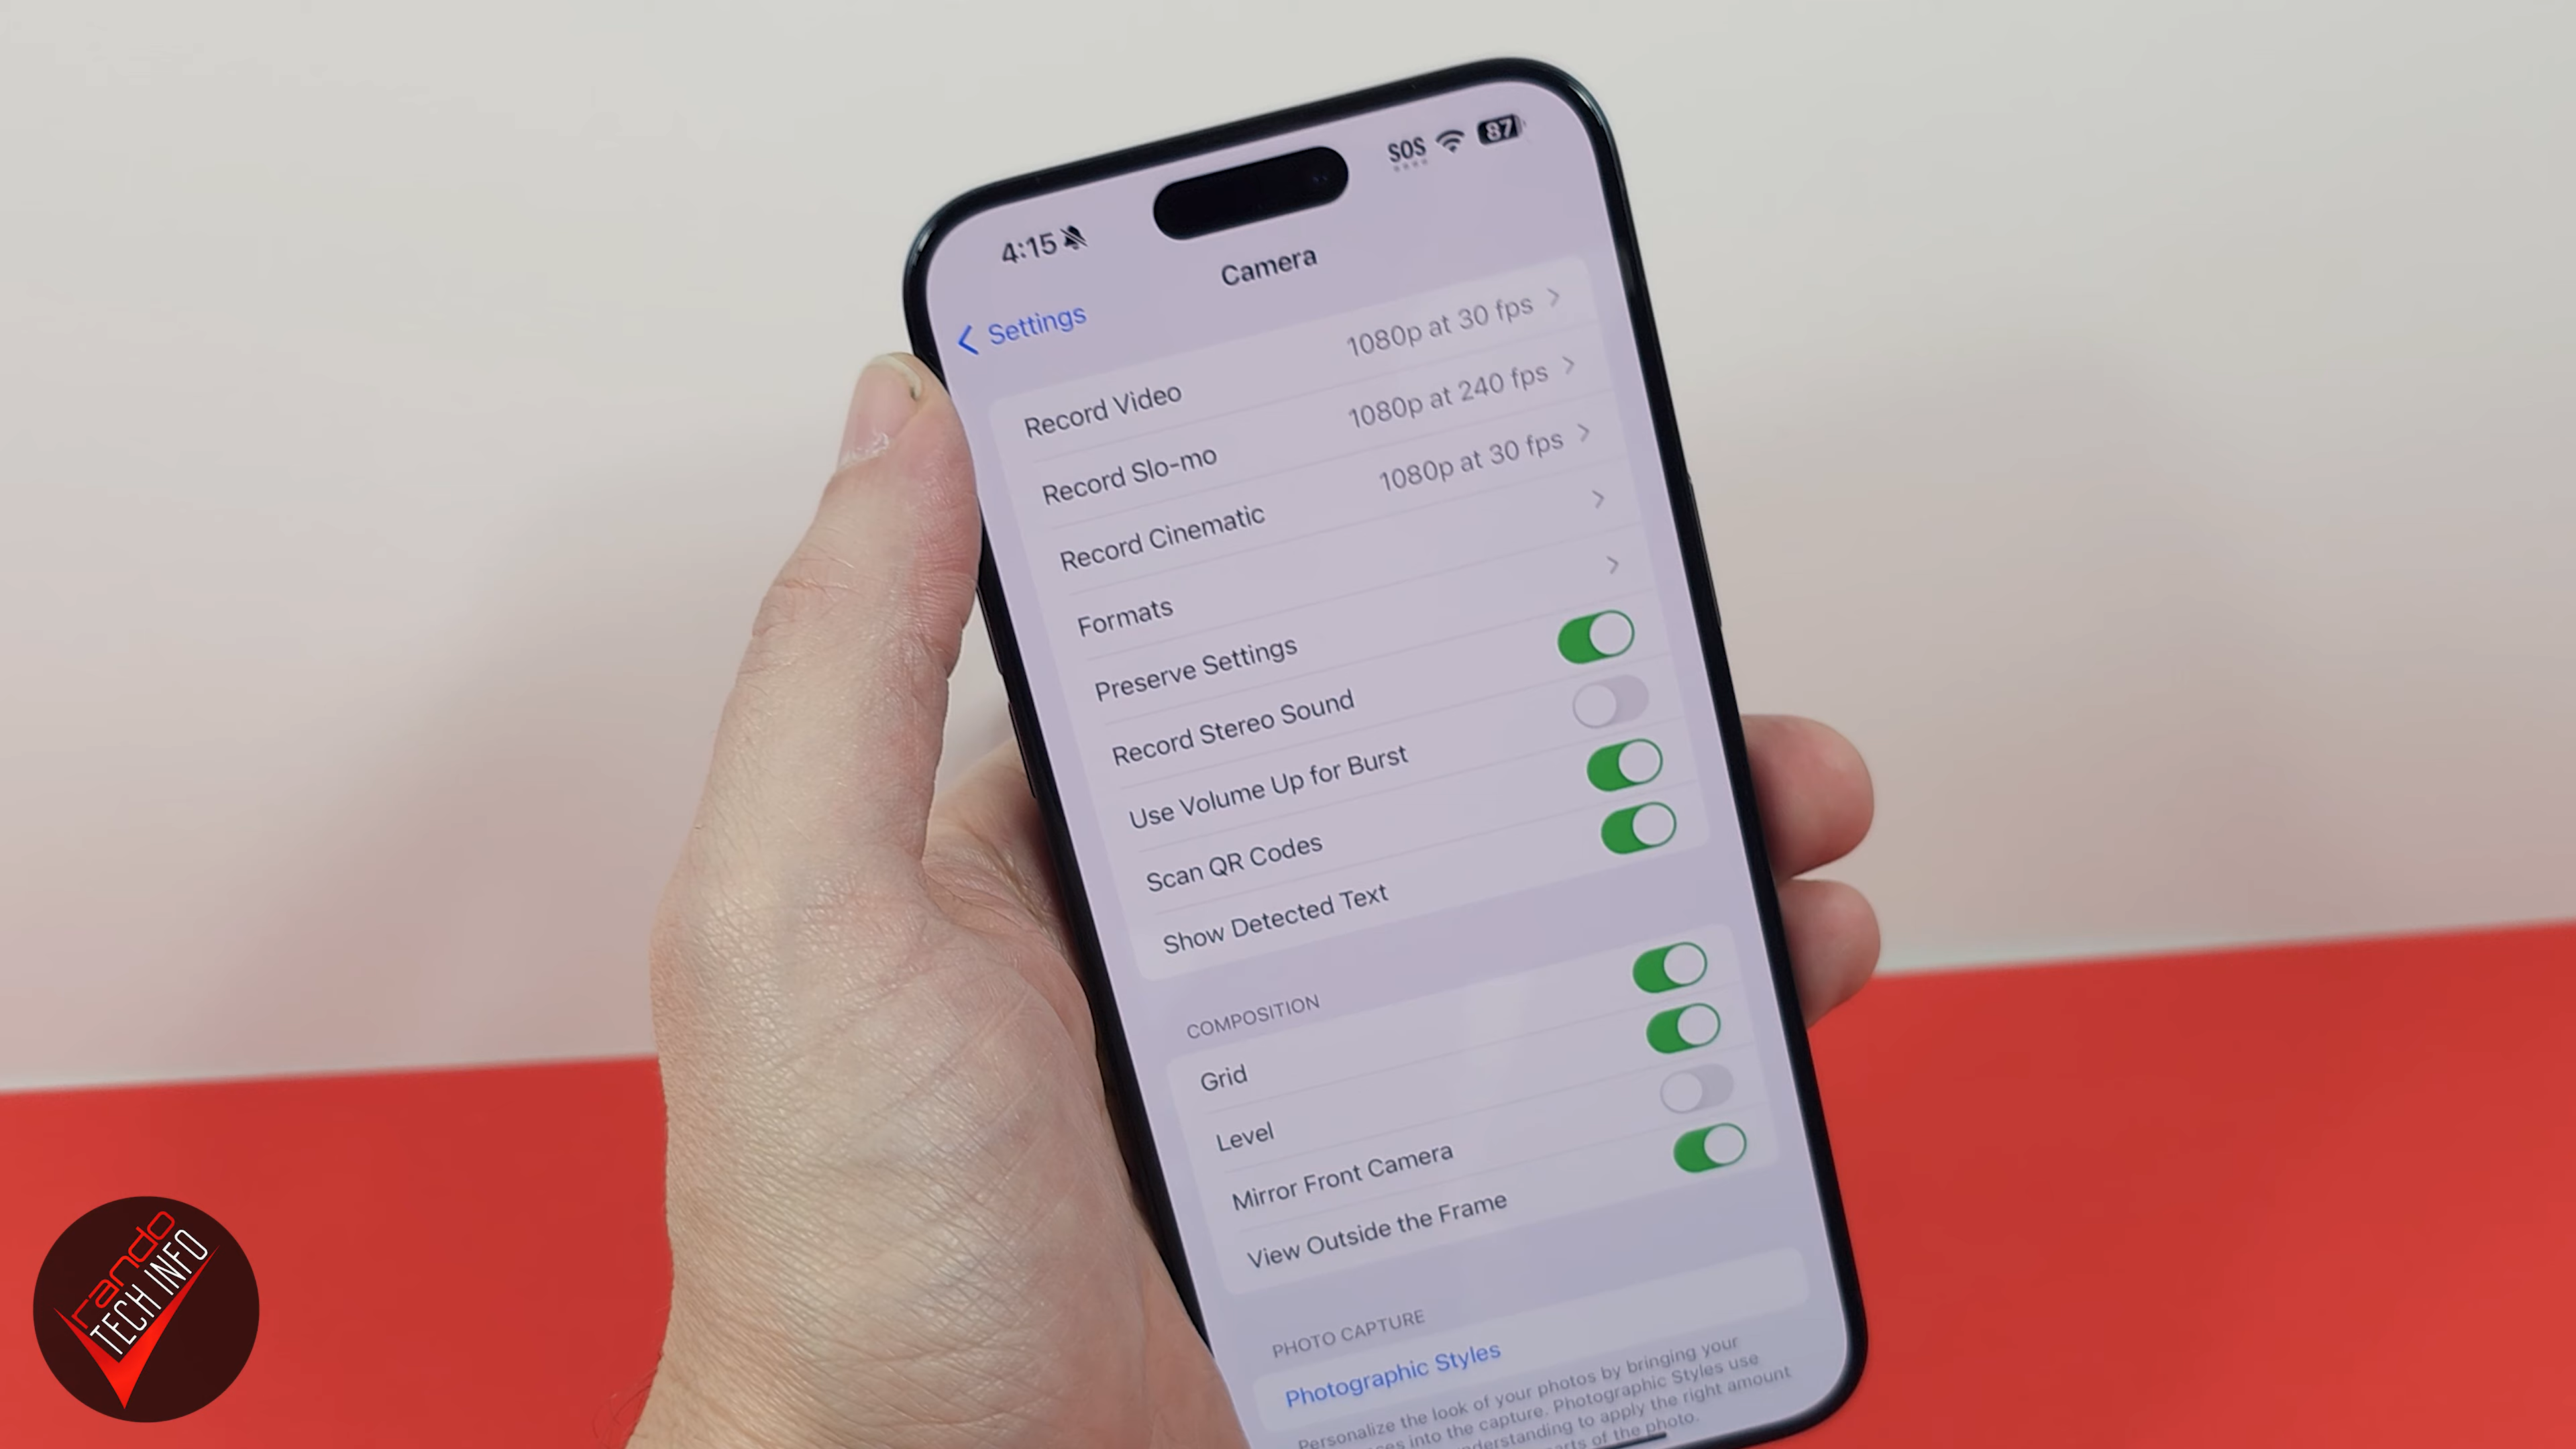 4:15
SOS 87
Camera
Settings
Record Video 1080p at 30 fps
Record Slo-mo 1080p at 240 fps
Record Cinematic 1080p at 30 fps
Formats
Preserve Settings
Record Stereo Sound
Use Volume Up for Burst
Scan QR Codes
Show Detected Text
COMPOSITION
Grid
Level
Mirror Front Camera
View Outside the Frame
PHOTO CAPTURE
Photographic Styles
Personalize the look of your photos by bringing your
into the capture. Photographic Styles use
to apply the right amount
of the photo.
rando
TECH INFO